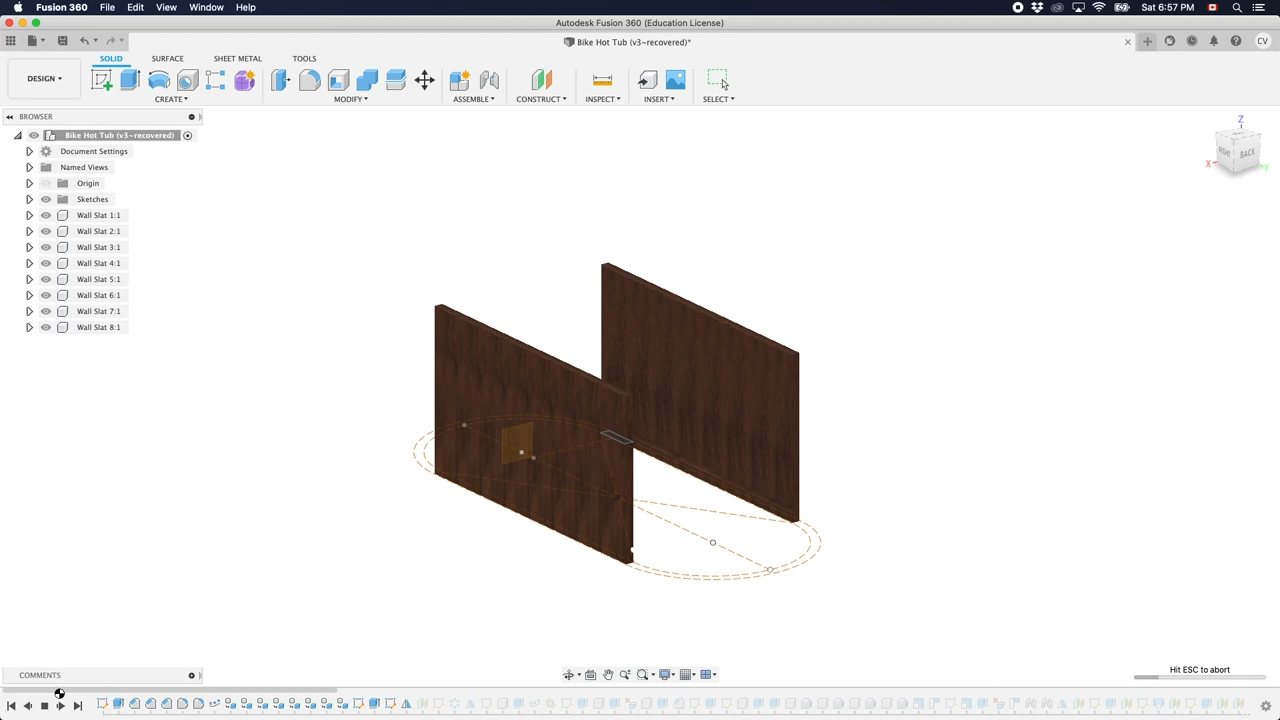 Fusion 360 File Edit View Window Help Sat 6:57 PM
Autodesk Fusion 360 (Education License)
Bike Hot Tub (v3~recovered)* CV
SOLID SURFACE SHEET METAL TOOLS
DESIGN ▾
CREATE ▾ MODIFY ▾ ASSEMBLE ▾ CONSTRUCT ▾ INSPECT ▾ INSERT ▾ SELECT ▾
BROWSER
Bike Hot Tub (v3~recovered)
Document Settings
Named Views
Origin
Sketches
Wall Slat 1:1
Wall Slat 2:1
Wall Slat 3:1
Wall Slat 4:1
Wall Slat 5:1
Wall Slat 6:1
Wall Slat 7:1
Wall Slat 8:1
Z
RIGHT BACK
X Y
Hit ESC to abort
COMMENTS